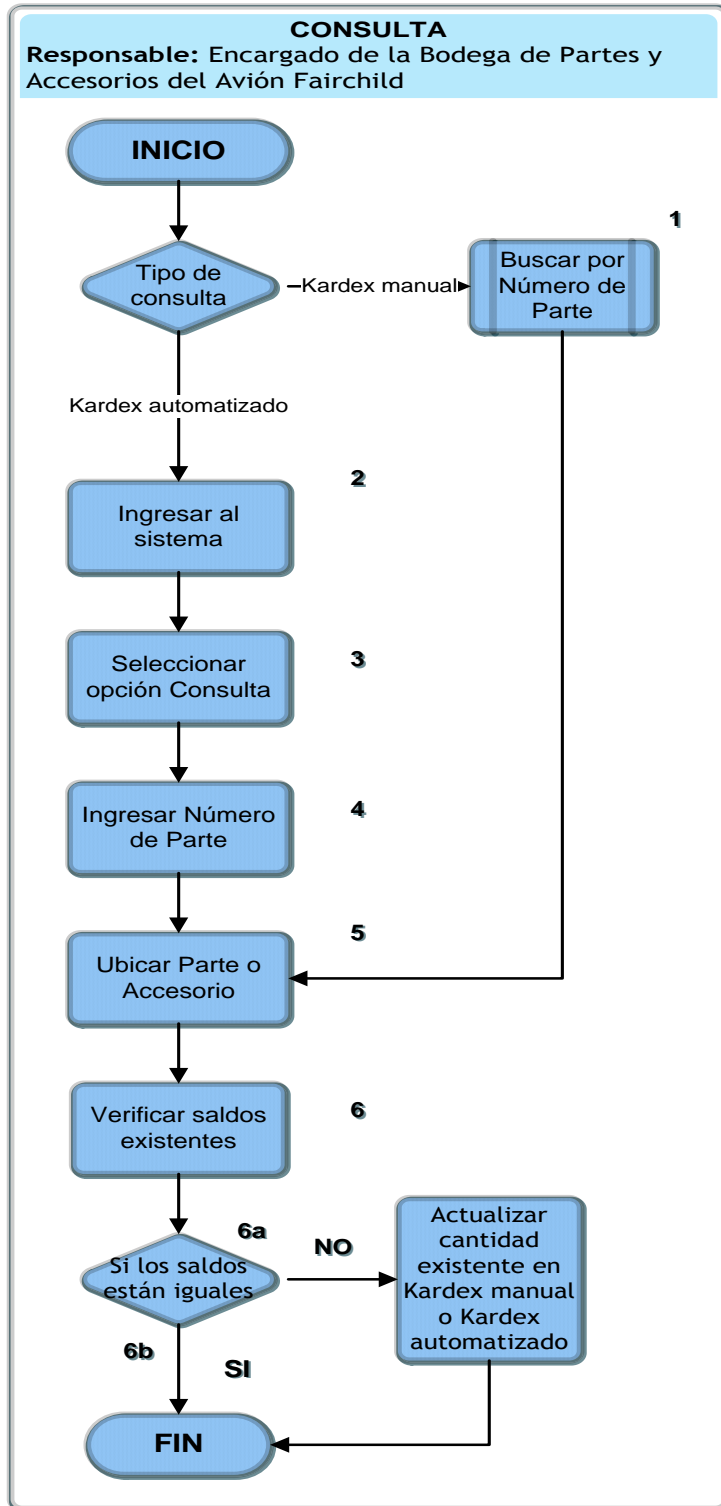 CONSULTA
Responsable: Encargado de la Bodega de Partes y
Accesorios del Avión Fairchild
INICIO
1
Tipo de
consulta
Kardex manual
Buscar por
Número de
Parte
Kardex automatizado
2
Ingresar al
sistema
3
Seleccionar
opción Consulta
4
Ingresar Número
de Parte
5
Ubicar Parte o
Accesorio
6
Verificar saldos
existentes
6a
Si los saldos
están iguales
NO
Actualizar
cantidad
existente en
Kardex manual
o Kardex
automatizado
6b
SI
FIN